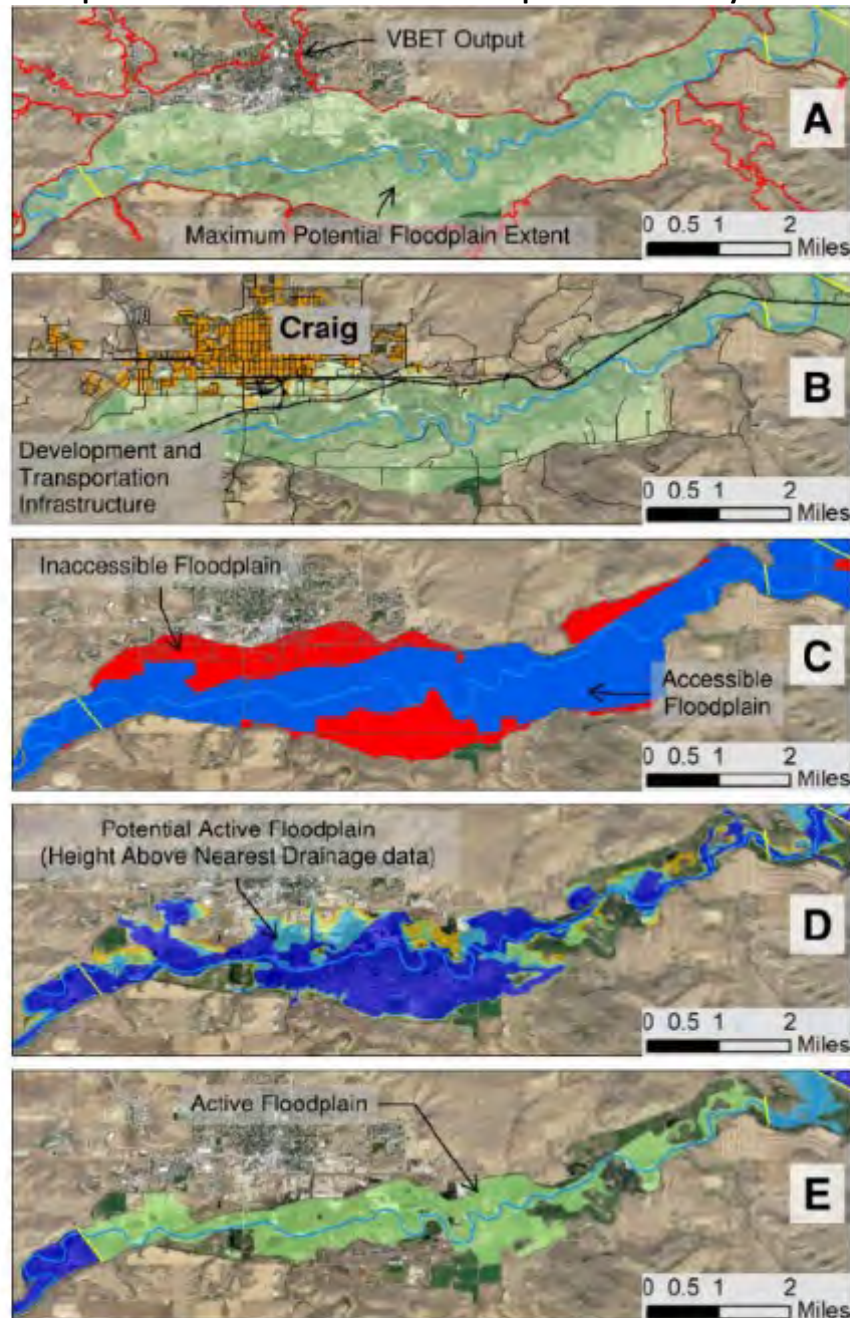 VBET Output
A
Maximum Potential Floodplain Extent
0 0.5 1 2
Miles
Craig
B
Development and
Transportation
Infrastructure
0 0.5 1 2
Miles
Inaccessible Floodplain
C
Accessible
Floodplain
0 0.5 1 2
Miles
Potential Active Floodplain
(Height Above Nearest Drainage data)
D
0 0.5 1 2
Miles
Active Floodplain
E
0 0.5 1 2
Miles